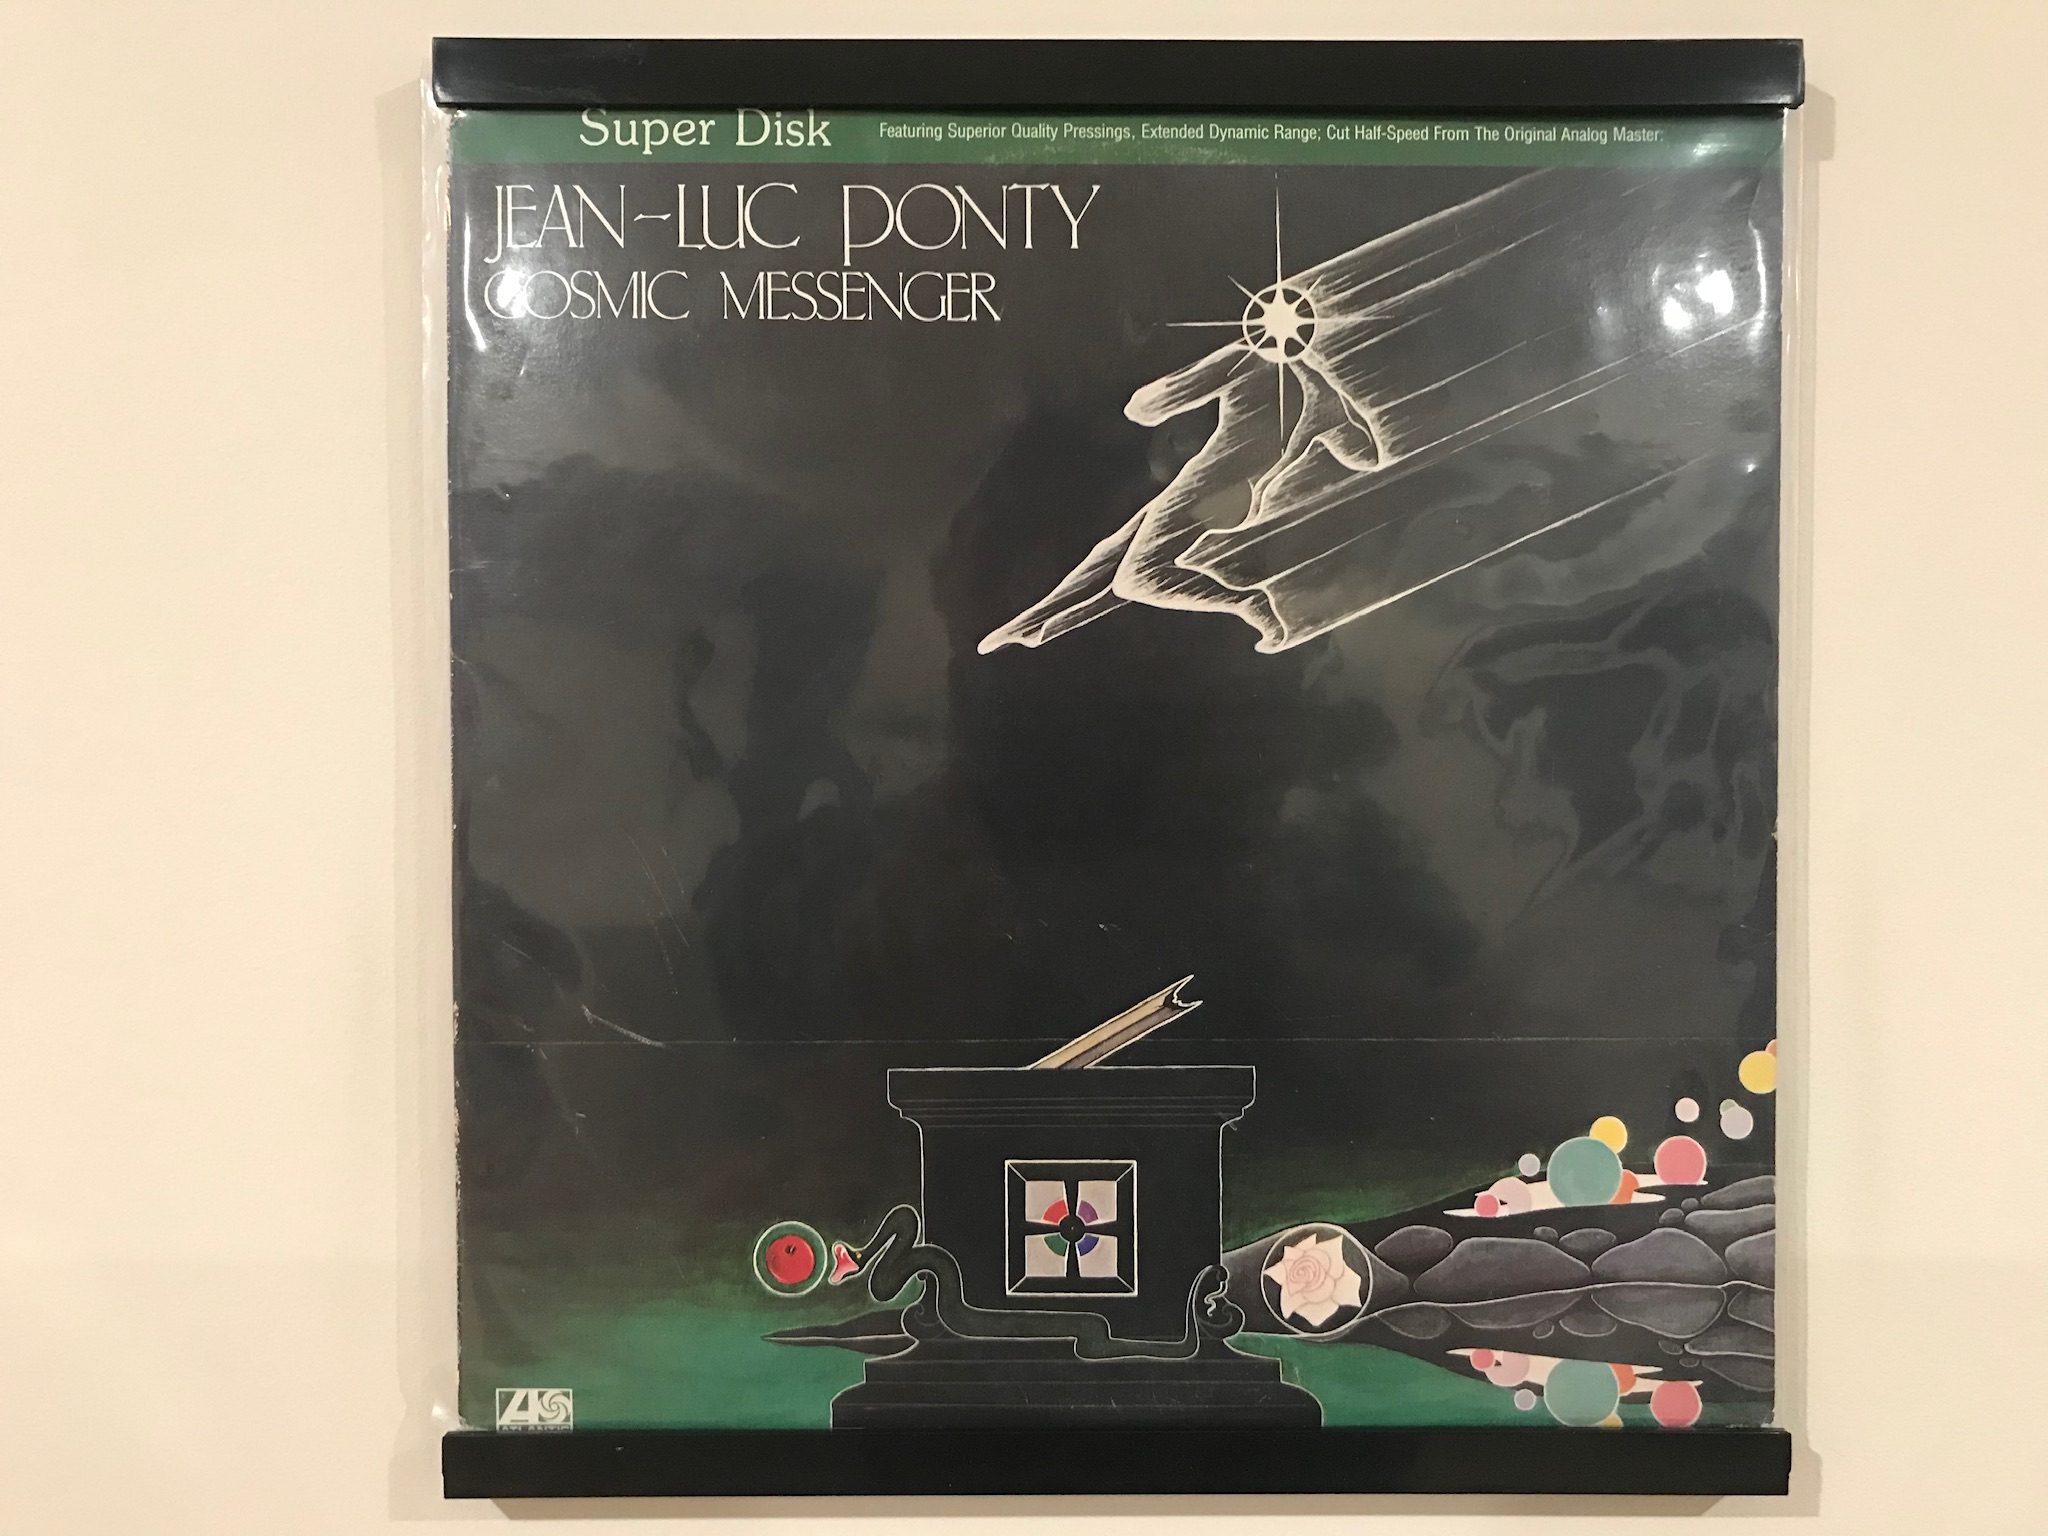 Super Disk
Featuring Superior Quality Pressings, Extended Dynamic Range; Cut Half-Speed From The Original Analog Master.
JEAN-LUC PONTY
COSMIC MESSENGER
ATLANTIC